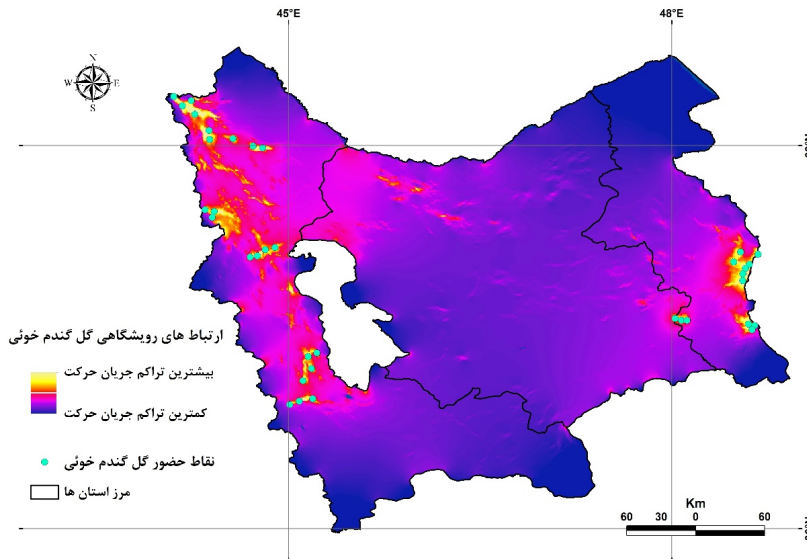 45°E 48°E
N
W E
S
ارتباط های رویشگاهی گل گندم خوئی
بیشترین تراکم جریان حرکت
کمترین تراکم جریان حرکت
نقاط حضور گل گندم خوئی
مرز استان ها
Km
60 30 0 60